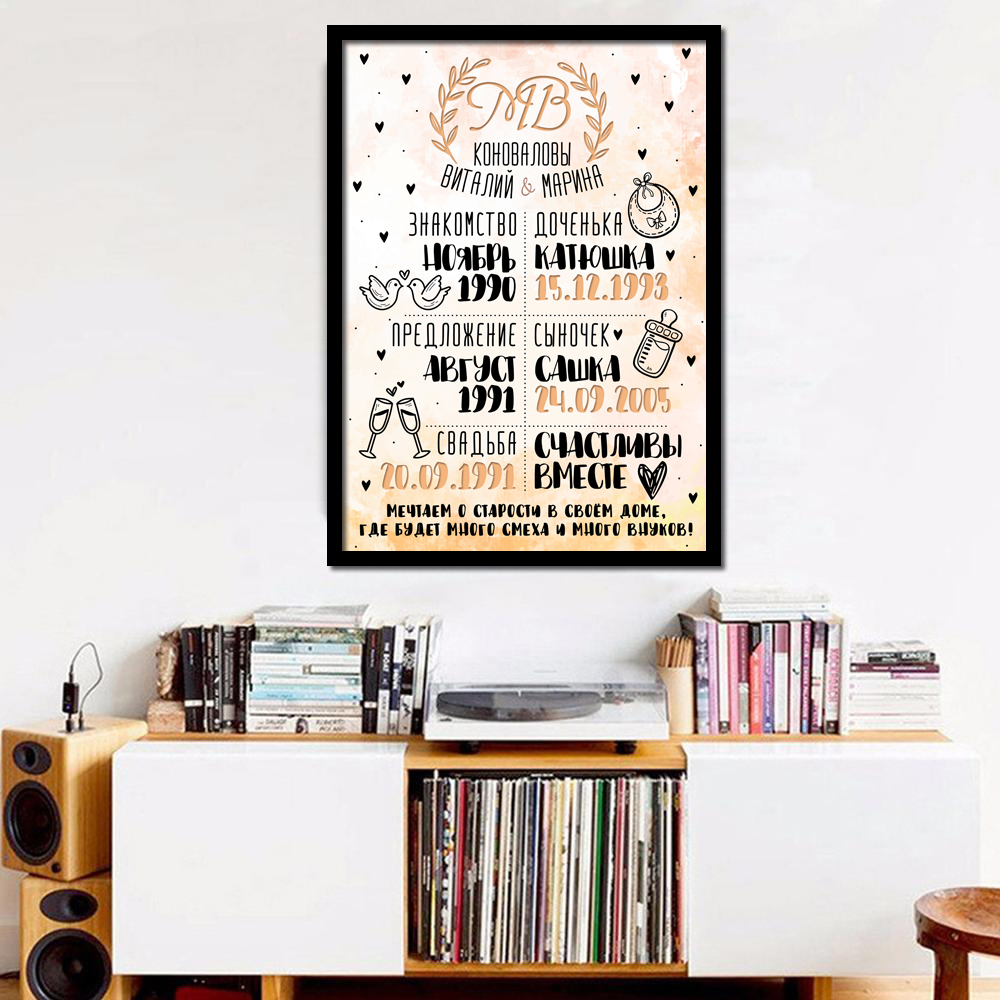 МВ
КОНОВАЛОВЫ
ВИТАЛИЙ & МАРИНА
ЗНАКОМСТВО
НОЯБРЬ
1990
ДОЧЕНЬКА
КАТЮШКА
15.12.1993
ПРЕДЛОЖЕНИЕ
АВГУСТ
1991
СЫНОЧЕК
САШКА
24.09.2005
СВАДЬБА
20.09.1991
СЧАСТЛИВЫ
ВМЕСТЕ
МЕЧТАЕМ О СТАРОСТИ В СВОЁМ ДОМЕ,
ГДЕ БУДЕТ МНОГО СМЕХА И МНОГО ВНУКОВ!